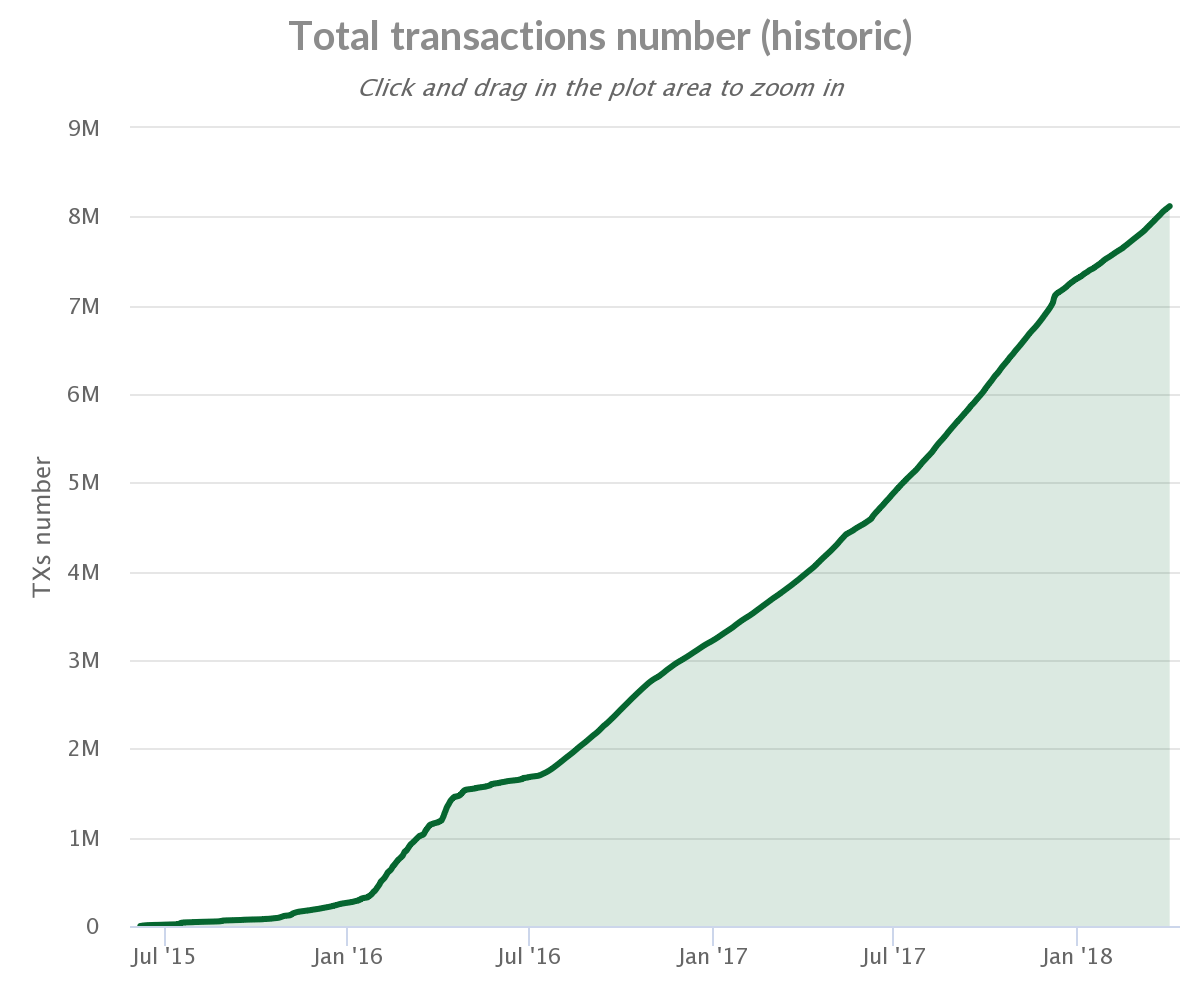 Total transactions number (historic)
Click and drag in the plot area to zoom in
9M
8M
7M
6M
5M
4M
3M
2M
1M
0
TXs number
Jul '15
Jan '16
Jul '16
Jan '17
Jul '17
Jan '18